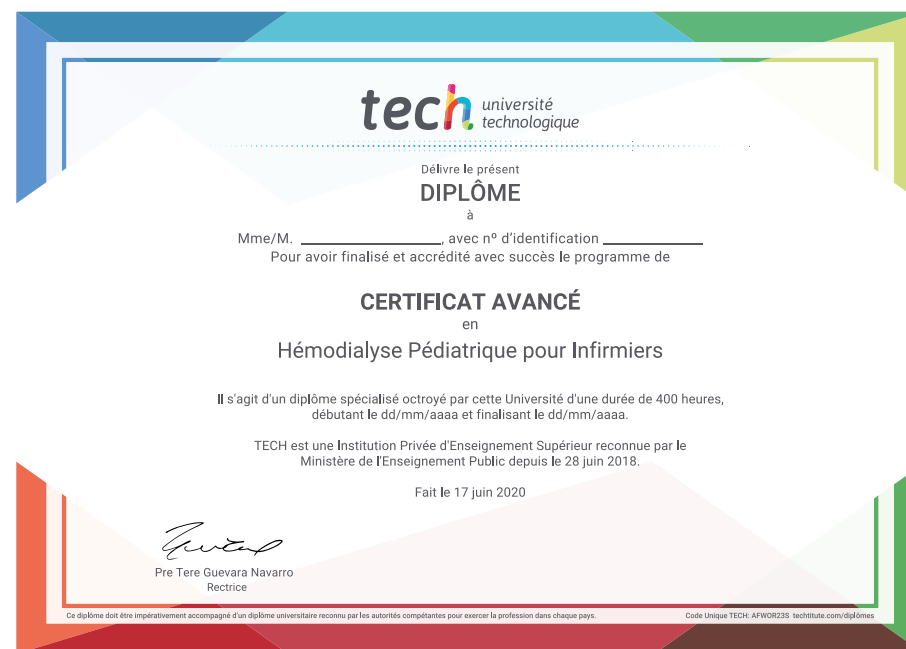 tech université
technologique
Délivre le présent
DIPLÔME
à
Mme/M. ____________________, avec nº d'identification ______________
Pour avoir finalisé et accrédité avec succès le programme de
CERTIFICAT AVANCÉ
en
Hémodialyse Pédiatrique pour Infirmiers
Il s'agit d'un diplôme spécialisé octroyé par cette Université d'une durée de 400 heures,
débutant le dd/mm/aaaa et finalisant le dd/mm/aaaa.
TECH est une Institution Privée d'Enseignement Supérieur reconnue par le
Ministère de l'Enseignement Public depuis le 28 juin 2018.
Fait le 17 juin 2020
Pre Tere Guevara Navarro
Rectrice
Ce diplôme doit être impérativement accompagné d'un diplôme universitaire reconnu par les autorités compétantes pour exercer la profession dans chaque pays.
Code Unique TECH: AFWOR23S techtitute.com/diplômes